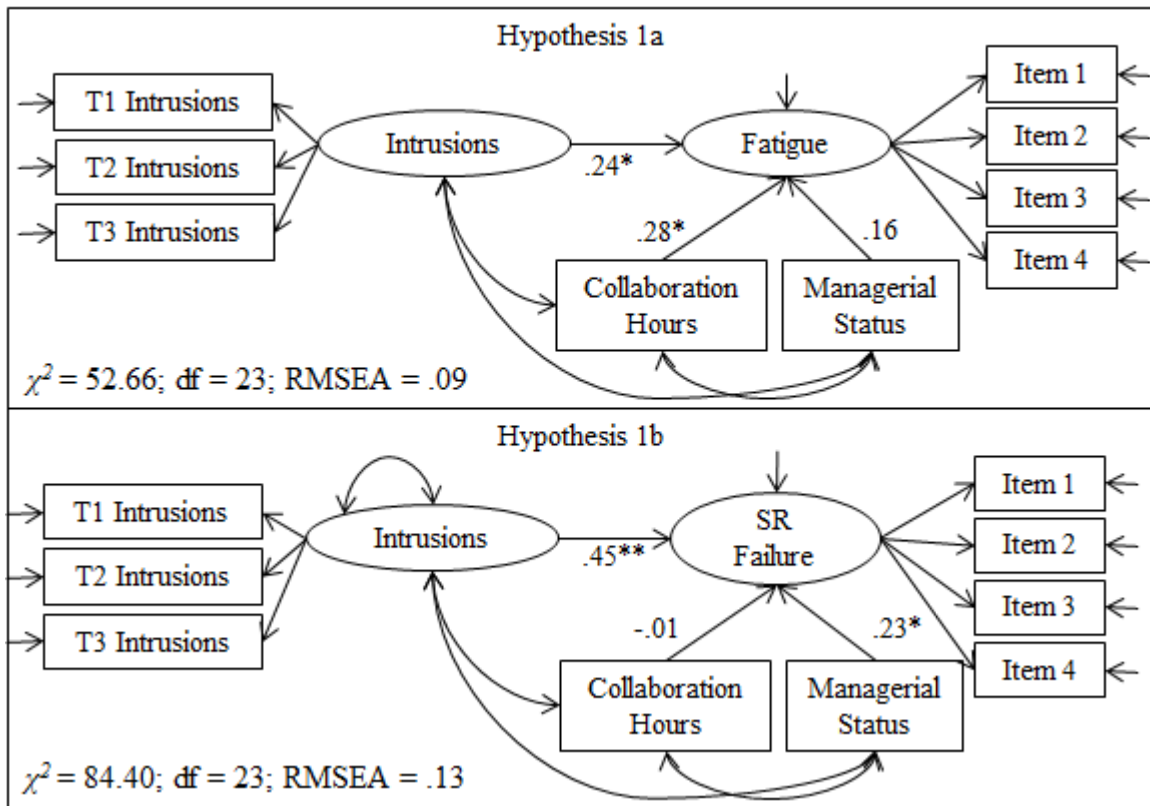 Hypothesis 1a
T1 Intrusions
T2 Intrusions
T3 Intrusions
Intrusions
.24*
Fatigue
Item 1
Item 2
Item 3
Item 4
.28*
.16
Collaboration
Hours
Managerial
Status
χ² = 52.66; df = 23; RMSEA = .09
Hypothesis 1b
T1 Intrusions
T2 Intrusions
T3 Intrusions
Intrusions
.45**
SR
Failure
Item 1
Item 2
Item 3
Item 4
-.01
.23*
Collaboration
Hours
Managerial
Status
χ² = 84.40; df = 23; RMSEA = .13